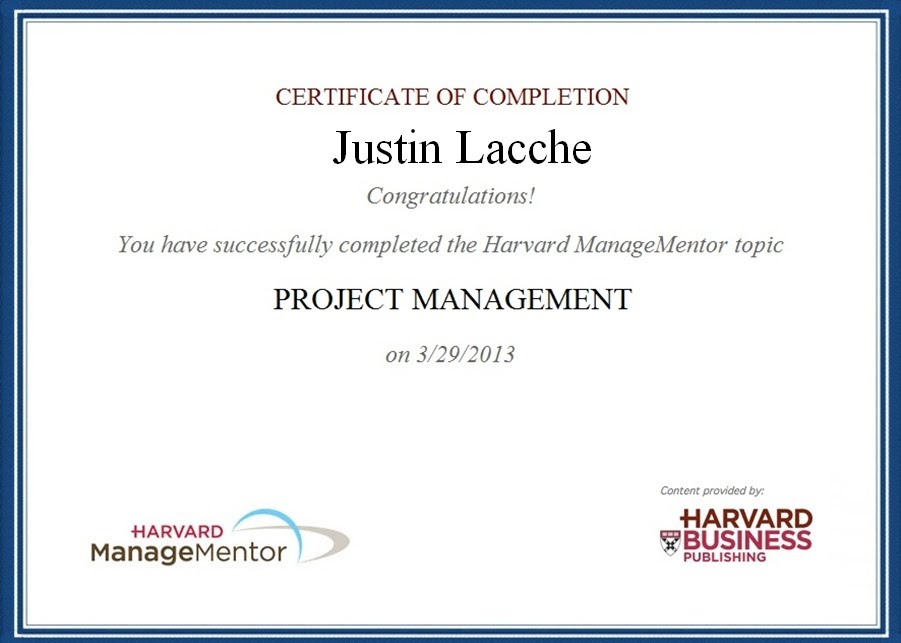 CERTIFICATE OF COMPLETION
Justin Lacche
Congratulations!
You have successfully completed the Harvard ManageMentor topic
PROJECT MANAGEMENT
on 3/29/2013
Content provided by:
HARVARD
ManageMentor
HARVARD
BUSINESS
PUBLISHING